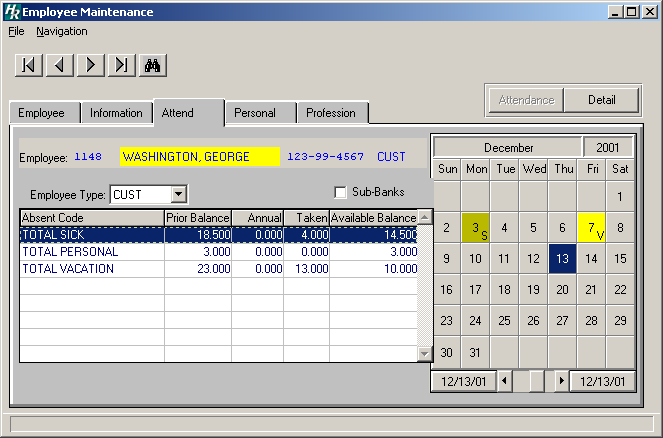 HR Employee Maintenance
File Navigation
Attendance Detail
Employee Information Attend Personal Profession
Employee: 1148 WASHINGTON, GEORGE 123-99-4567 CUST
Employee Type: CUST Sub-Banks
Absent Code Prior Balance Annual Taken Available Balance
TOTAL SICK 18.500 0.000 4.000 14.500
TOTAL PERSONAL 3.000 0.000 0.000 3.000
TOTAL VACATION 23.000 0.000 13.000 10.000
December 2001
Sun Mon Tue Wed Thu Fri Sat
1
2 3 S 4 5 6 7 V 8
9 10 11 12 13 14 15
16 17 18 19 20 21 22
23 24 25 26 27 28 29
30 31
12/13/01 12/13/01